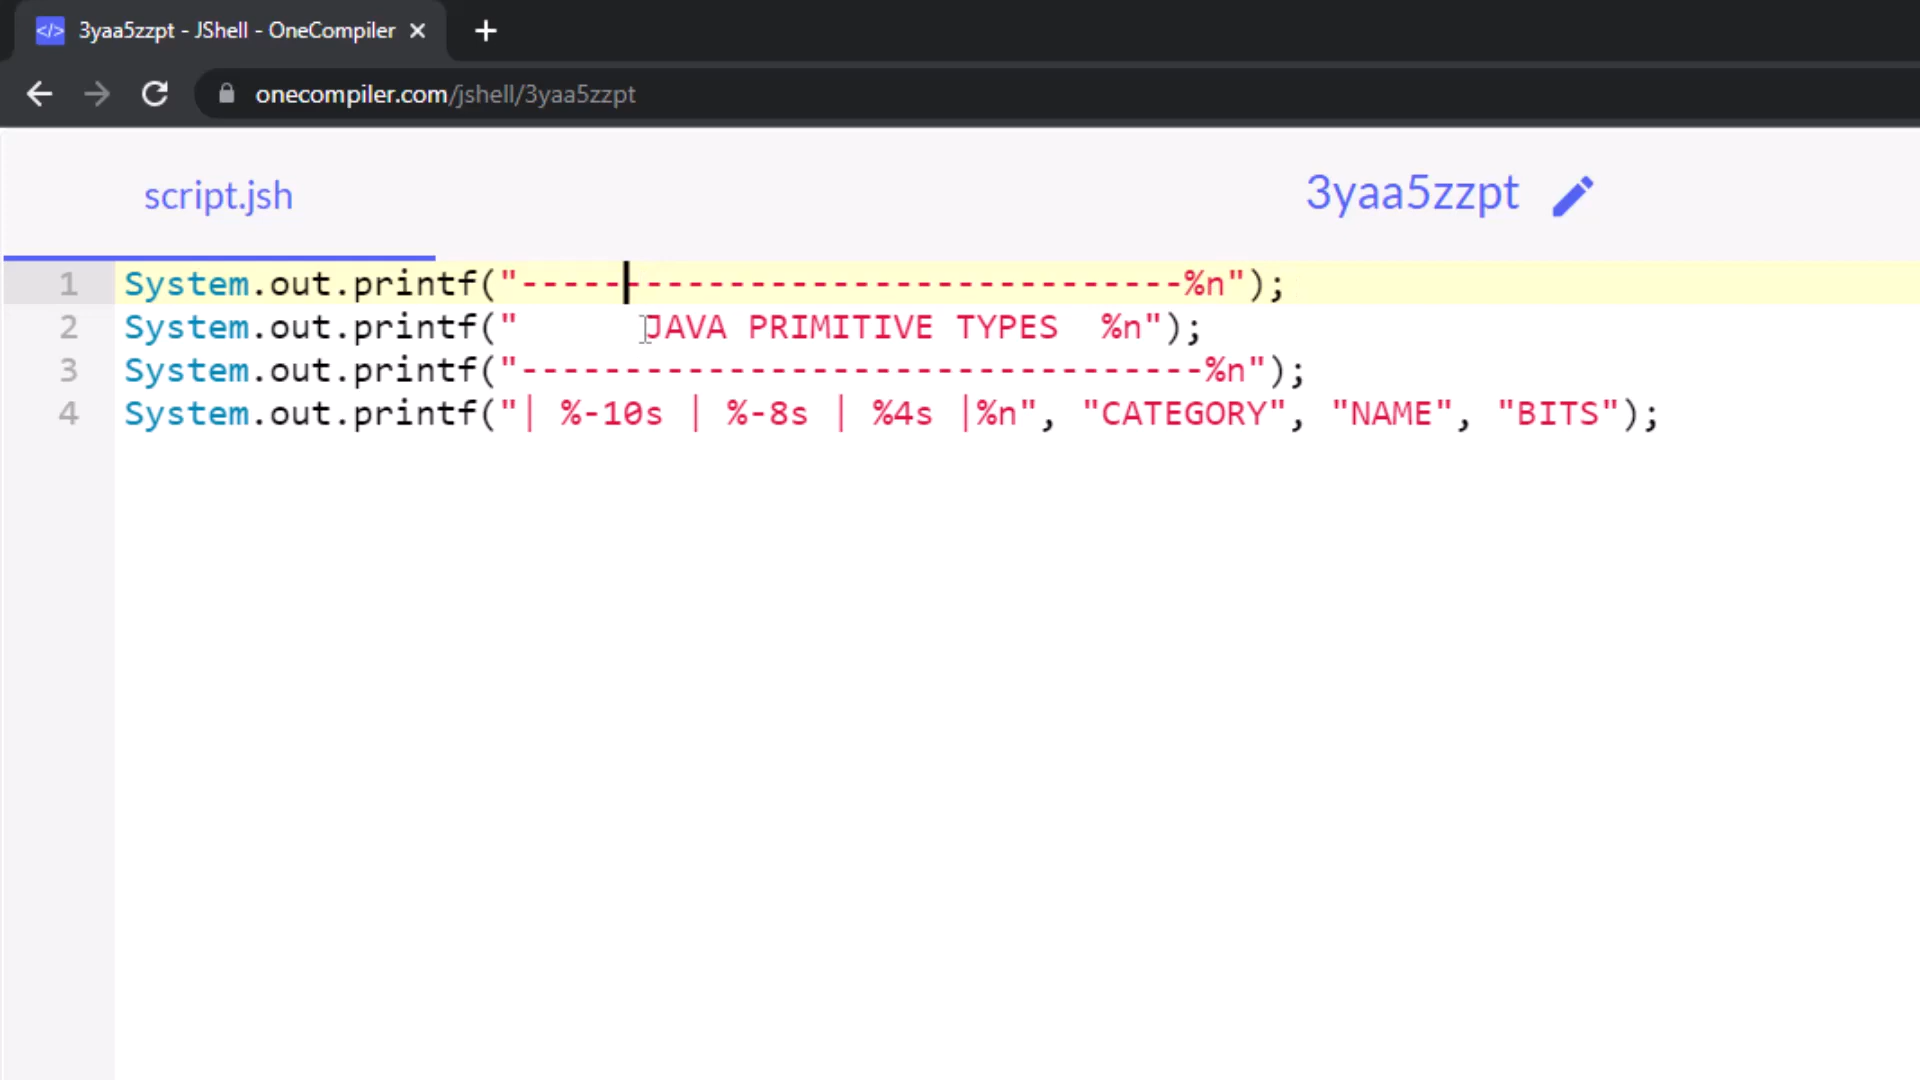 3yaa5zzpt - JShell - OneCompiler
onecompiler.com/jshell/3yaa5zzpt
script.jsh
3yaa5zzpt
1 System.out.printf("--------------------------------%n");
2 System.out.printf("      JAVA PRIMITIVE TYPES  %n");
3 System.out.printf("---------------------------------%n");
4 System.out.printf("| %-10s | %-8s | %4s |%n", "CATEGORY", "NAME", "BITS");